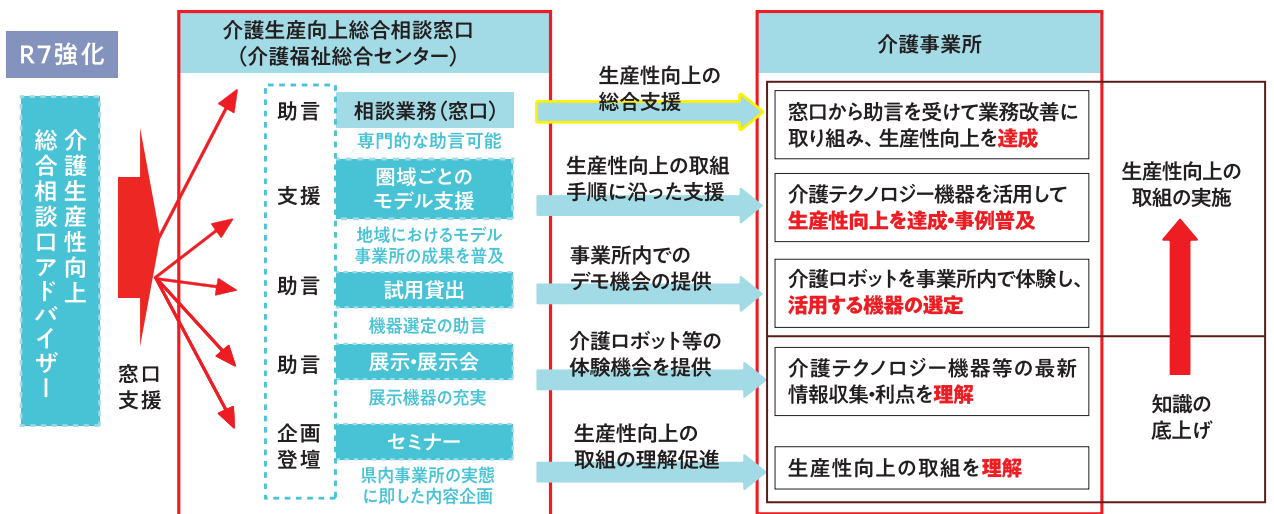 R7強化
介護生産性向上
総合相談口アドバイザー
窓口
支援
介護生産性向上総合相談窓口
（介護福祉総合センター）
助言
相談業務（窓口）
専門的な助言可能
支援
圏域ごとの
モデル支援
地域におけるモデル
事業所の成果を普及
助言
試用貸出
機器選定の助言
助言
展示・展示会
展示機器の充実
企画
登壇
セミナー
県内事業所の実態
に即した内容企画
生産性向上の
総合支援
生産性向上の取組
手順に沿った支援
事業所内での
デモ機会の提供
介護ロボット等の
体験機会を提供
生産性向上の
取組の理解促進
介護事業所
窓口から助言を受けて業務改善に
取り組み、生産性向上を達成
介護テクノロジー機器を活用して
生産性向上を達成・事例普及
介護ロボットを事業所内で体験し、
活用する機器の選定
介護テクノロジー機器等の最新
情報収集・利点を理解
生産性向上の取組を理解
生産性向上の
取組の実施
知識の
底上げ